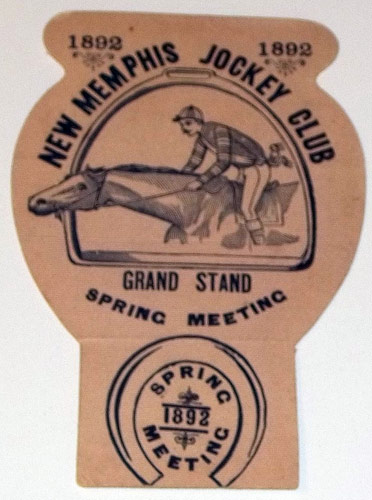 1892 1892
NEW MEMPHIS JOCKEY CLUB
GRAND STAND
SPRING MEETING
SPRING
1892
MEETING